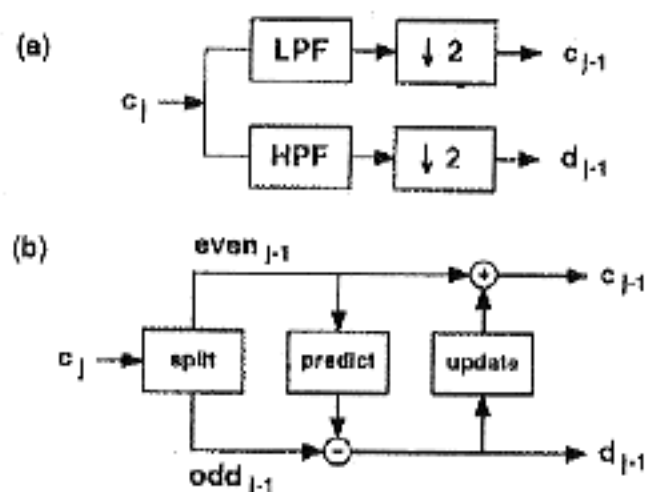 (a)
LPF
↓ 2
c j-1
c j
HPF
↓ 2
d j-1
(b)
even j-1
+
c j-1
c j
split
predict
update
-
d j-1
odd j-1